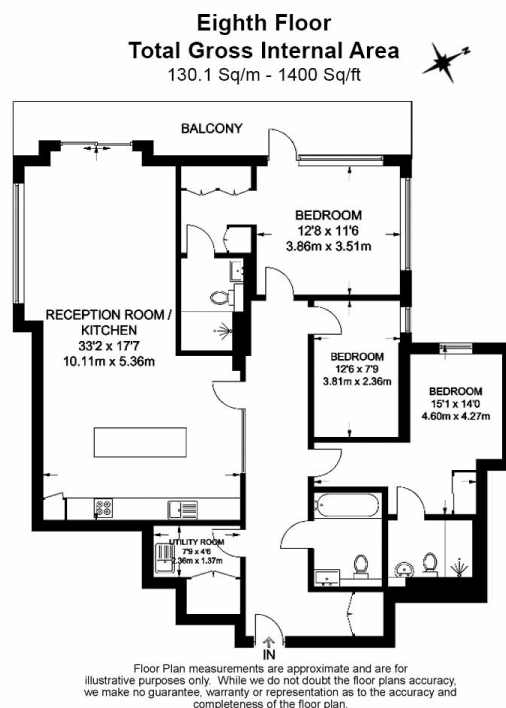 Eighth Floor
Total Gross Internal Area
130.1 Sq/m - 1400 Sq/ft
N
BALCONY
BEDROOM
12'8 x 11'6
3.86m x 3.51m
RECEPTION ROOM /
KITCHEN
33'2 x 17'7
10.11m x 5.36m
BEDROOM
12'6 x 7'9
3.81m x 2.36m
BEDROOM
15'1 x 14'0
4.60m x 4.27m
UTILITY ROOM
7'9 x 4'6
2.36m x 1.37m
IN
Floor Plan measurements are approximate and are for
illustrative purposes only. While we do not doubt the floor plans accuracy,
we make no guarantee, warranty or representation as to the accuracy and
completeness of the floor plan.